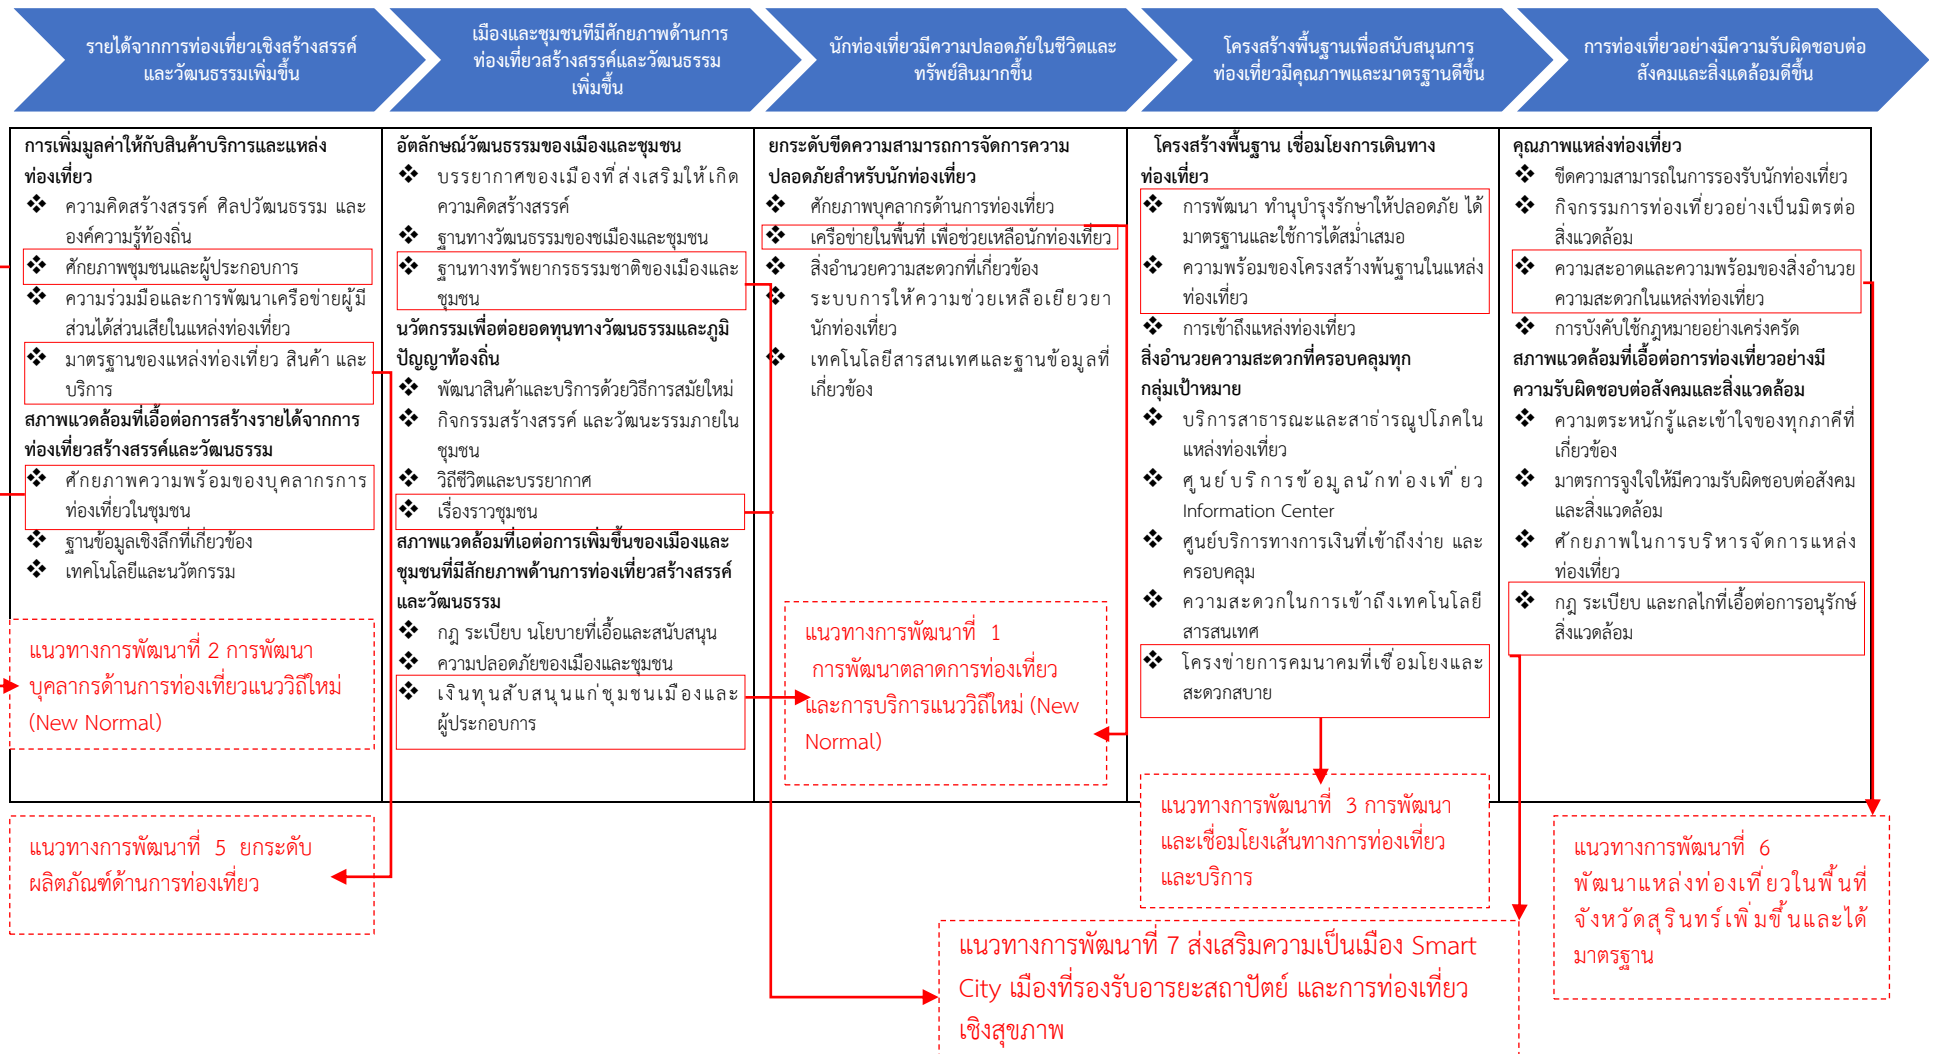 รายได้จากการท่องเที่ยวเชิงสร้างสรรค์
และวัฒนธรรมเพิ่มขึ้น
เมืองและชุมชนที่มีศักยภาพด้านการ
ท่องเที่ยวสร้างสรรค์และวัฒนธรรม
เพิ่มขึ้น
นักท่องเที่ยวมีความปลอดภัยในชีวิตและ
ทรัพย์สินมากขึ้น
โครงสร้างพื้นฐานเพื่อสนับสนุนการ
ท่องเที่ยวมีคุณภาพและมาตรฐานดีขึ้น
การท่องเที่ยวอย่างมีความรับผิดชอบต่อ
สังคมและสิ่งแดล้อมดีขึ้น
การเพิ่มมูลค่าให้กับสินค้าบริการและแหล่ง
ท่องเที่ยว
❖ ความคิดสร้างสรรค์ ศิลปวัฒนธรรม และ
องค์ความรู้ท้องถิ่น
❖ ศักยภาพชุมชนและผู้ประกอบการ
❖ ความร่วมมือและการพัฒนาเครือข่ายผู้มี
ส่วนได้ส่วนเสียในแหล่งท่องเที่ยว
❖ มาตรฐานของแหล่งท่องเที่ยว สินค้า และ
บริการ
สภาพแวดล้อมที่เอื้อต่อการสร้างรายได้จากการ
ท่องเที่ยวสร้างสรรค์และวัฒนธรรม
❖ ศักยภาพความพร้อมของบุคลากรการ
ท่องเที่ยวในชุมชน
❖ ฐานข้อมูลเชิงลึกที่เกี่ยวข้อง
❖ เทคโนโลยีและนวัตกรรม
แนวทางการพัฒนาที่ 2 การพัฒนา
บุคลากรด้านการท่องเที่ยวแนววิถีใหม่
(New Normal)
แนวทางการพัฒนาที่ 5 ยกระดับ
ผลิตภัณฑ์ด้านการท่องเที่ยว
อัตลักษณ์วัฒนธรรมของเมืองและชุมชน
❖ บรรยากาศของเมืองที่ส่งเสริมให้เกิด
ความคิดสร้างสรรค์
❖ ฐานทางวัฒนธรรมของชเมืองและชุมชน
❖ ฐานทางทรัพยากรธรรมชาติของเมืองและ
ชุมชน
นวัตกรรมเพื่อต่อยอดทุนทางวัฒนธรรมและภูมิ
ปัญญาท้องถิ่น
❖ พัฒนาสินค้าและบริการด้วยวิธีการสมัยใหม่
❖ กิจกรรมสร้างสรรค์ และวัฒนะรรมภายใน
ชุมชน
❖ วิถีชีวิตและบรรยากาศ
❖ เรื่องราวชุมชน
สภาพแวดล้อมที่เอต่อการเพิ่มขึ้นของเมืองและ
ชุมชนที่มีสักยภาพด้านการท่องเที่ยวสร้างสรรค์
และวัฒนธรรม
❖ กฎ ระเบียบ นโยบายที่เอื้อและสนับสนุน
❖ ความปลอดภัยของเมืองและชุมชน
❖ เงินทุนสับสนุนแก่ชุมชนเมืองและ
ผู้ประกอบการ
ยกระดับขีดความสามารถการจัดการความ
ปลอดภัยสำหรับนักท่องเที่ยว
❖ ศักยภาพบุคลากรด้านการท่องเที่ยว
❖ เครือข่ายในพื้นที่ เพื่อช่วยเหลือนักท่องเที่ยว
❖ สิ่งอำนวยความสะดวกที่เกี่ยวข้อง
❖ ระบบการให้ความช่วยเหลือเยียวยา
นักท่องเที่ยว
❖ เทคโนโลยีสารสนเทศและฐานข้อมูลที่
เกี่ยวข้อง
แนวทางการพัฒนาที่ 1
การพัฒนาตลาดการท่องเที่ยว
และการบริการแนววิถีใหม่ (New
Normal)
โครงสร้างพื้นฐาน เชื่อมโยงการเดินทาง
ท่องเที่ยว
❖ การพัฒนา ทำนุบำรุงรักษาให้ปลอดภัย ได้
มาตรฐานและใช้การได้สม่ำเสมอ
❖ ความพร้อมของโครงสร้างพ้นฐานในแหล่ง
ท่องเที่ยว
❖ การเข้าถึงแหล่งท่องเที่ยว
สิ่งอำนวยความสะดวกที่ครอบคลุมทุก
กลุ่มเป้าหมาย
❖ บริการสาธารณะและสาธ่ารณูปโภคใน
แหล่งท่องเที่ยว
❖ ศูนย์บริการข้อมูลนักท่องเที่ยว
Information Center
❖ ศูนย์บริการทางการเงินที่เข้าถึงง่าย และ
ครอบคลุม
❖ ความสะดวกในการเข้าถึงเทคโนโลยี
สารสนเทศ
❖ โครงข่ายการคมนาคมที่เชื่อมโยงและ
สะดวกสบาย
แนวทางการพัฒนาที่ 3 การพัฒนา
และเชื่อมโยงเส้นทางการท่องเที่ยว
และบริการ
คุณภาพแหล่งท่องเที่ยว
❖ ขีดความสามารถในการรองรับนักท่องเที่ยว
❖ กิจกรรมการท่องเที่ยวอย่างเป็นมิตรต่อ
สิ่งแวดล้อม
❖ ความสะอาดและความพร้อมของสิ่งอำนวย
ความสะดวกในแหล่งท่องเที่ยว
❖ การบังคับใช้กฎหมายอย่างเคร่งครัด
สภาพแวดล้อมที่เอื้อต่อการท่องเที่ยวอย่างมี
ความรับผิดชอบต่อสังคมและสิ่งแวดล้อม
❖ ความตระหนักรู้และเข้าใจของทุกภาคีที่
เกี่ยวข้อง
❖ มาตรการจูงใจให้มีความรับผิดชอบต่อสังคม
และสิ่งแวดล้อม
❖ ศักยภาพในการบริหารจัดการแหล่ง
ท่องเที่ยว
❖ กฎ ระเบียบ และกลไกที่เอื้อต่อการอนุรักษ์
สิ่งแวดล้อม
แนวทางการพัฒนาที่ 6
พัฒนาแหล่งท่องเที่ยวในพื้นที่
จังหวัดสุรินทร์เพิ่มขึ้นและได้
มาตรฐาน
แนวทางการพัฒนาที่ 7 ส่งเสริมความเป็นเมือง Smart
City เมืองที่รองรับอารยะสถาปัตย์ และการท่องเที่ยว
เชิงสุขภาพ